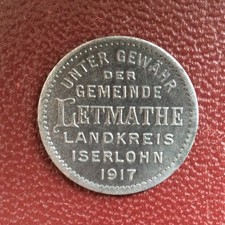 UNTER GEWÄHR
DER
GEMEINDE
LETMATHE
LANDKREIS
ISERLOHN
1917